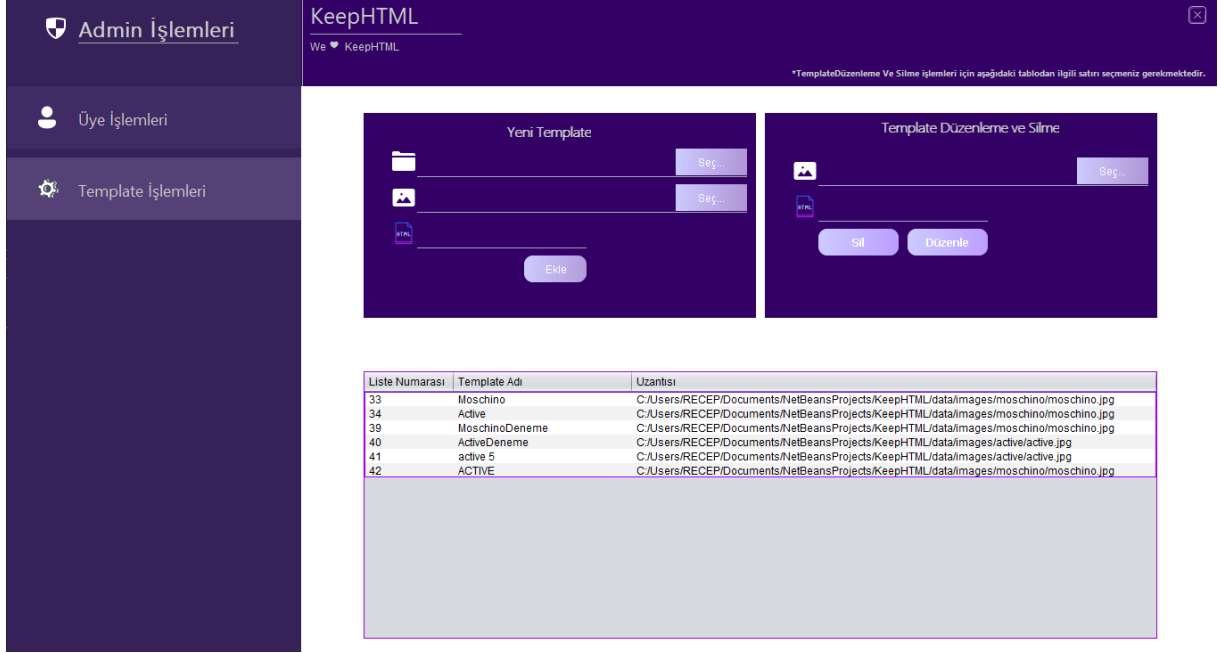 Admin İşlemleri
Üye İşlemleri
Template İşlemleri
KeepHTML
We ❤ KeepHTML
*TemplateDüzenleme Ve Silme işlemleri için aşağıdaki tablodan ilgili satırı seçmeniz gerekmektedir.
Yeni Template
Seç...
Seç...
HTML
Ekle
Template Düzenleme ve Silme
Seç...
HTML
Sil Düzenle
Liste Numarası Template Adı Uzantısı
33 Moschino C:/Users/RECEP/Documents/NetBeansProjects/KeepHTML/data/images/moschino/moschino.jpg
34 Active C:/Users/RECEP/Documents/NetBeansProjects/KeepHTML/data/images/moschino/moschino.jpg
39 MoschinoDeneme C:/Users/RECEP/Documents/NetBeansProjects/KeepHTML/data/images/moschino/moschino.jpg
40 ActiveDeneme C:/Users/RECEP/Documents/NetBeansProjects/KeepHTML/data/images/active/active.jpg
41 active 5 C:/Users/RECEP/Documents/NetBeansProjects/KeepHTML/data/images/active/active.jpg
42 ACTIVE C:/Users/RECEP/Documents/NetBeansProjects/KeepHTML/data/images/moschino/moschino.jpg